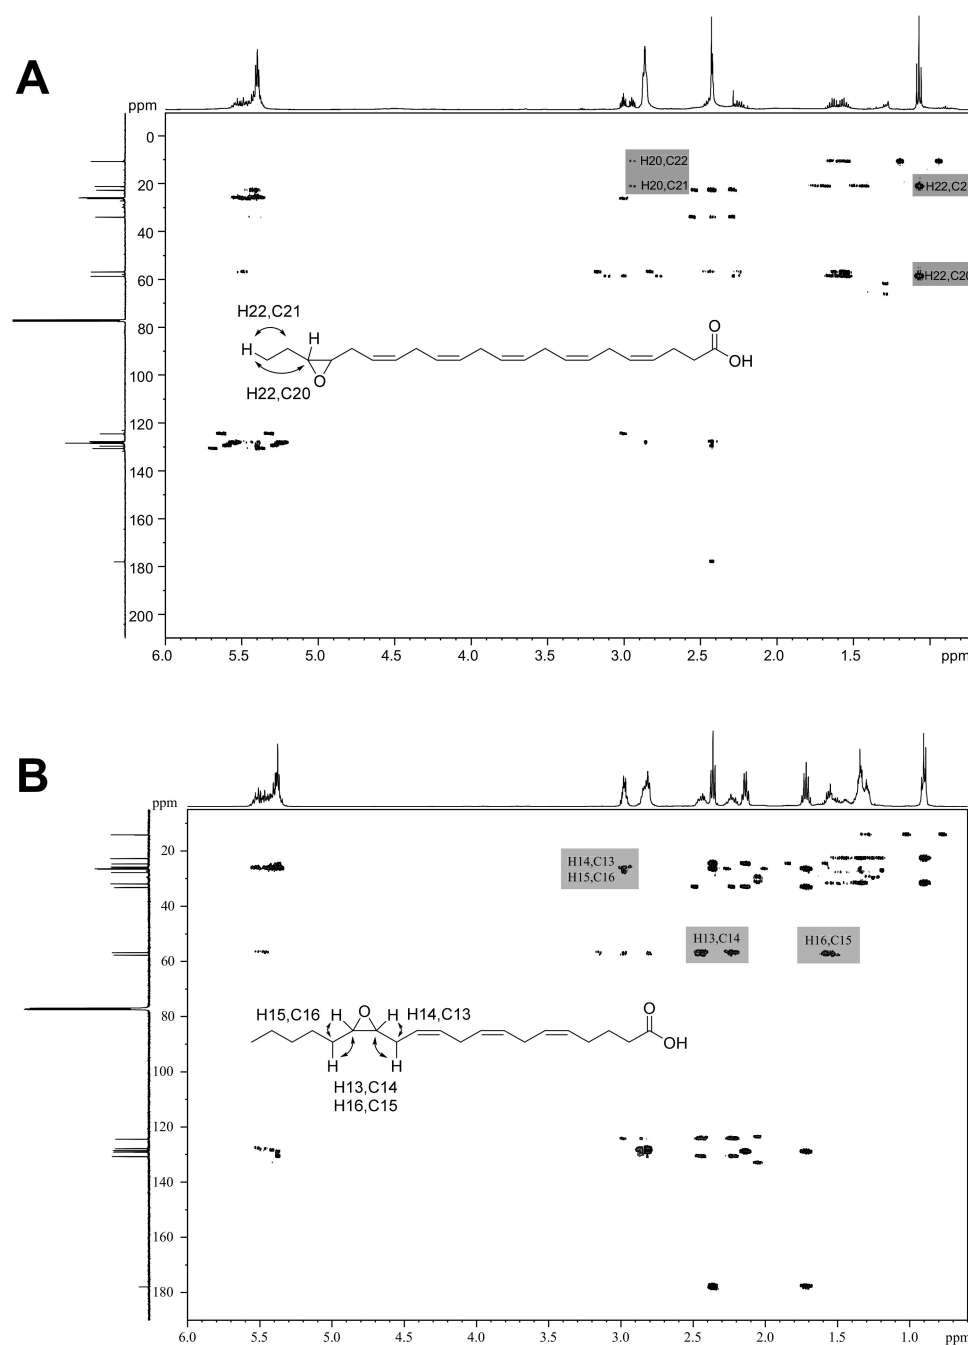 A
ppm
0
20
40
60
80
100
120
140
160
180
200
H20,C22
H20,C21
H22,C2
H22,C20
H22,C21
H
H
O
H22,C20
O
OH
6.0 5.5 5.0 4.5 4.0 3.5 3.0 2.5 2.0 1.5 ppm
B
ppm
20
40
60
80
100
120
140
160
180
H14,C13
H15,C16
H13,C14
H16,C15
H15,C16 H O H H14,C13
H H
H13,C14
H16,C15
O
OH
6.0 5.5 5.0 4.5 4.0 3.5 3.0 2.5 2.0 1.5 1.0 ppm